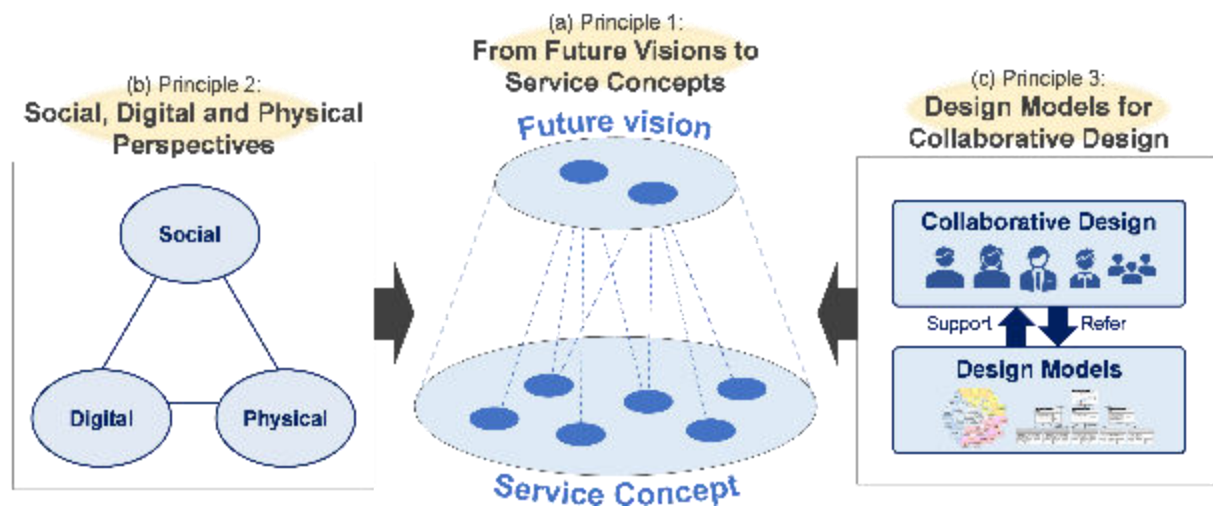 (a) Principle 1:
From Future Visions to
Service Concepts
(b) Principle 2:
Social, Digital and Physical
Perspectives
(c) Principle 3:
Design Models for
Collaborative Design
Future vision
Social
Digital
Physical
Service Concept
Collaborative Design
Support
Refer
Design Models